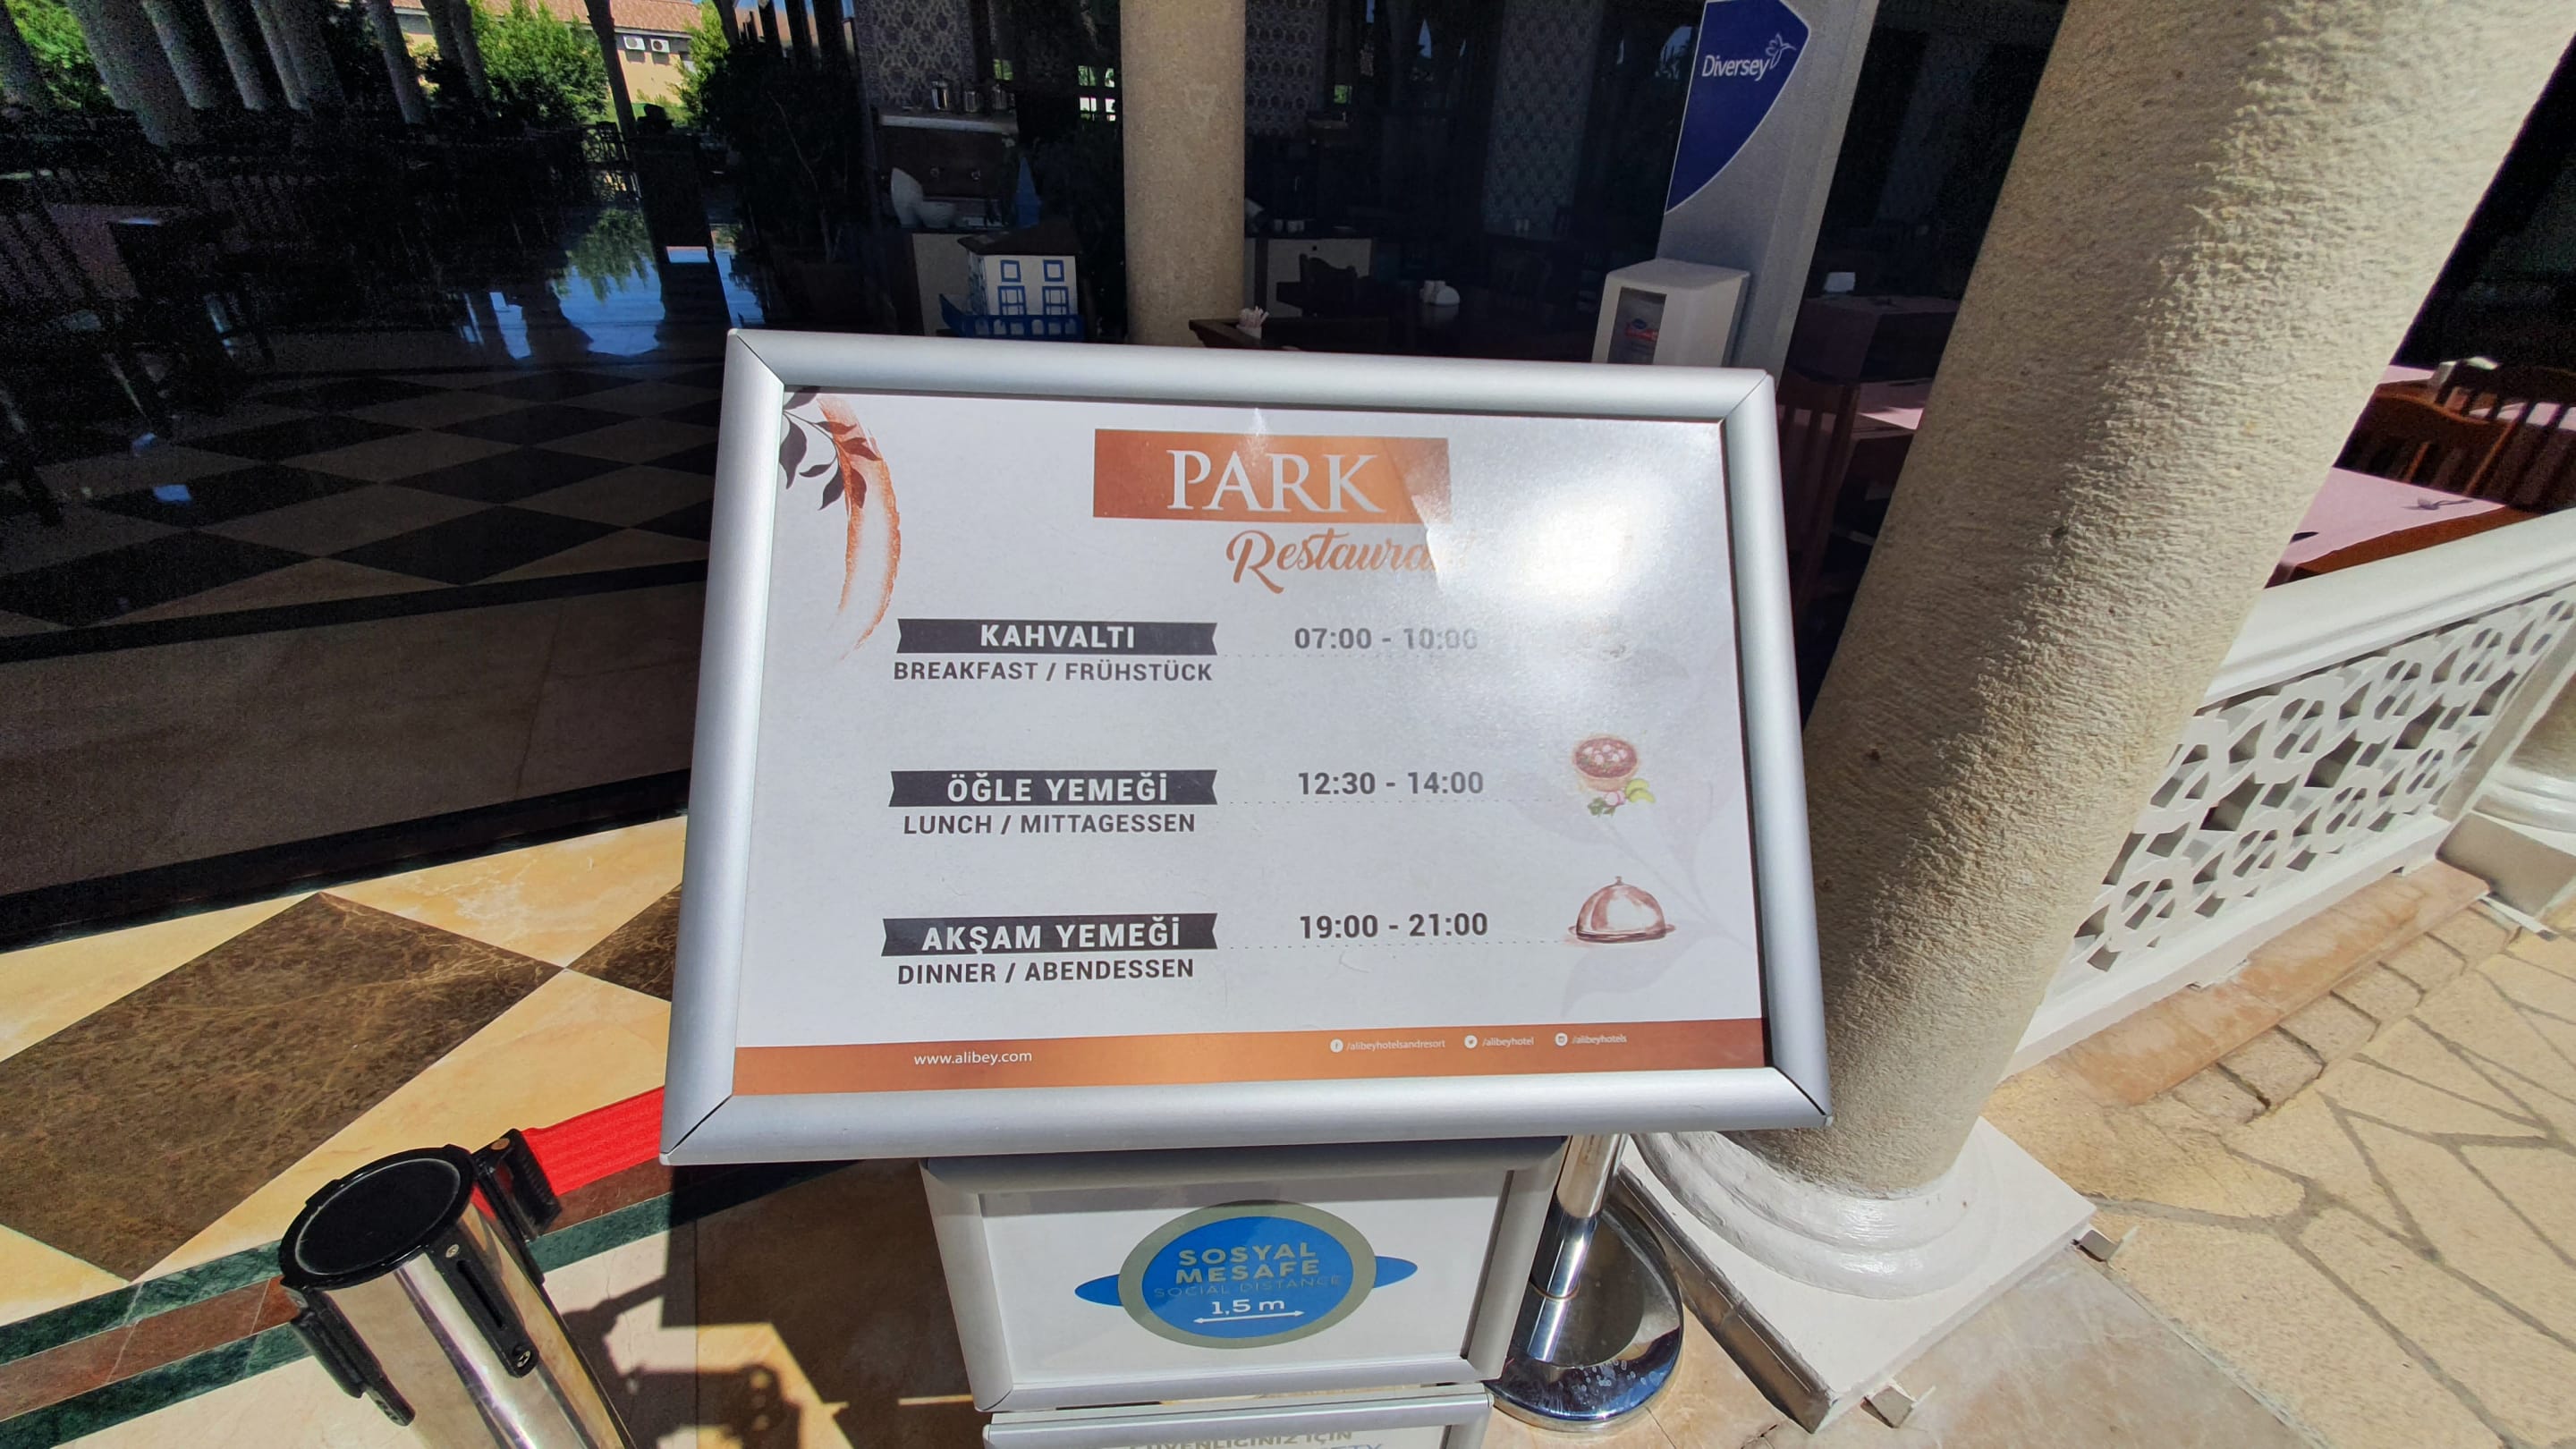 Diversey
PARK
Restaurant
KAHVALTI 07:00 - 10:00
BREAKFAST / FRÜHSTÜCK
ÖĞLE YEMEĞİ 12:30 - 14:00
LUNCH / MITTAGESSEN
AKŞAM YEMEĞİ 19:00 - 21:00
DINNER / ABENDESSEN
www.alibey.com /alibeyhotelsandresort /alibeyhotel /alibeyhotels
SOSYAL
MESAFE
SOCIAL DISTANCE
1,5 m